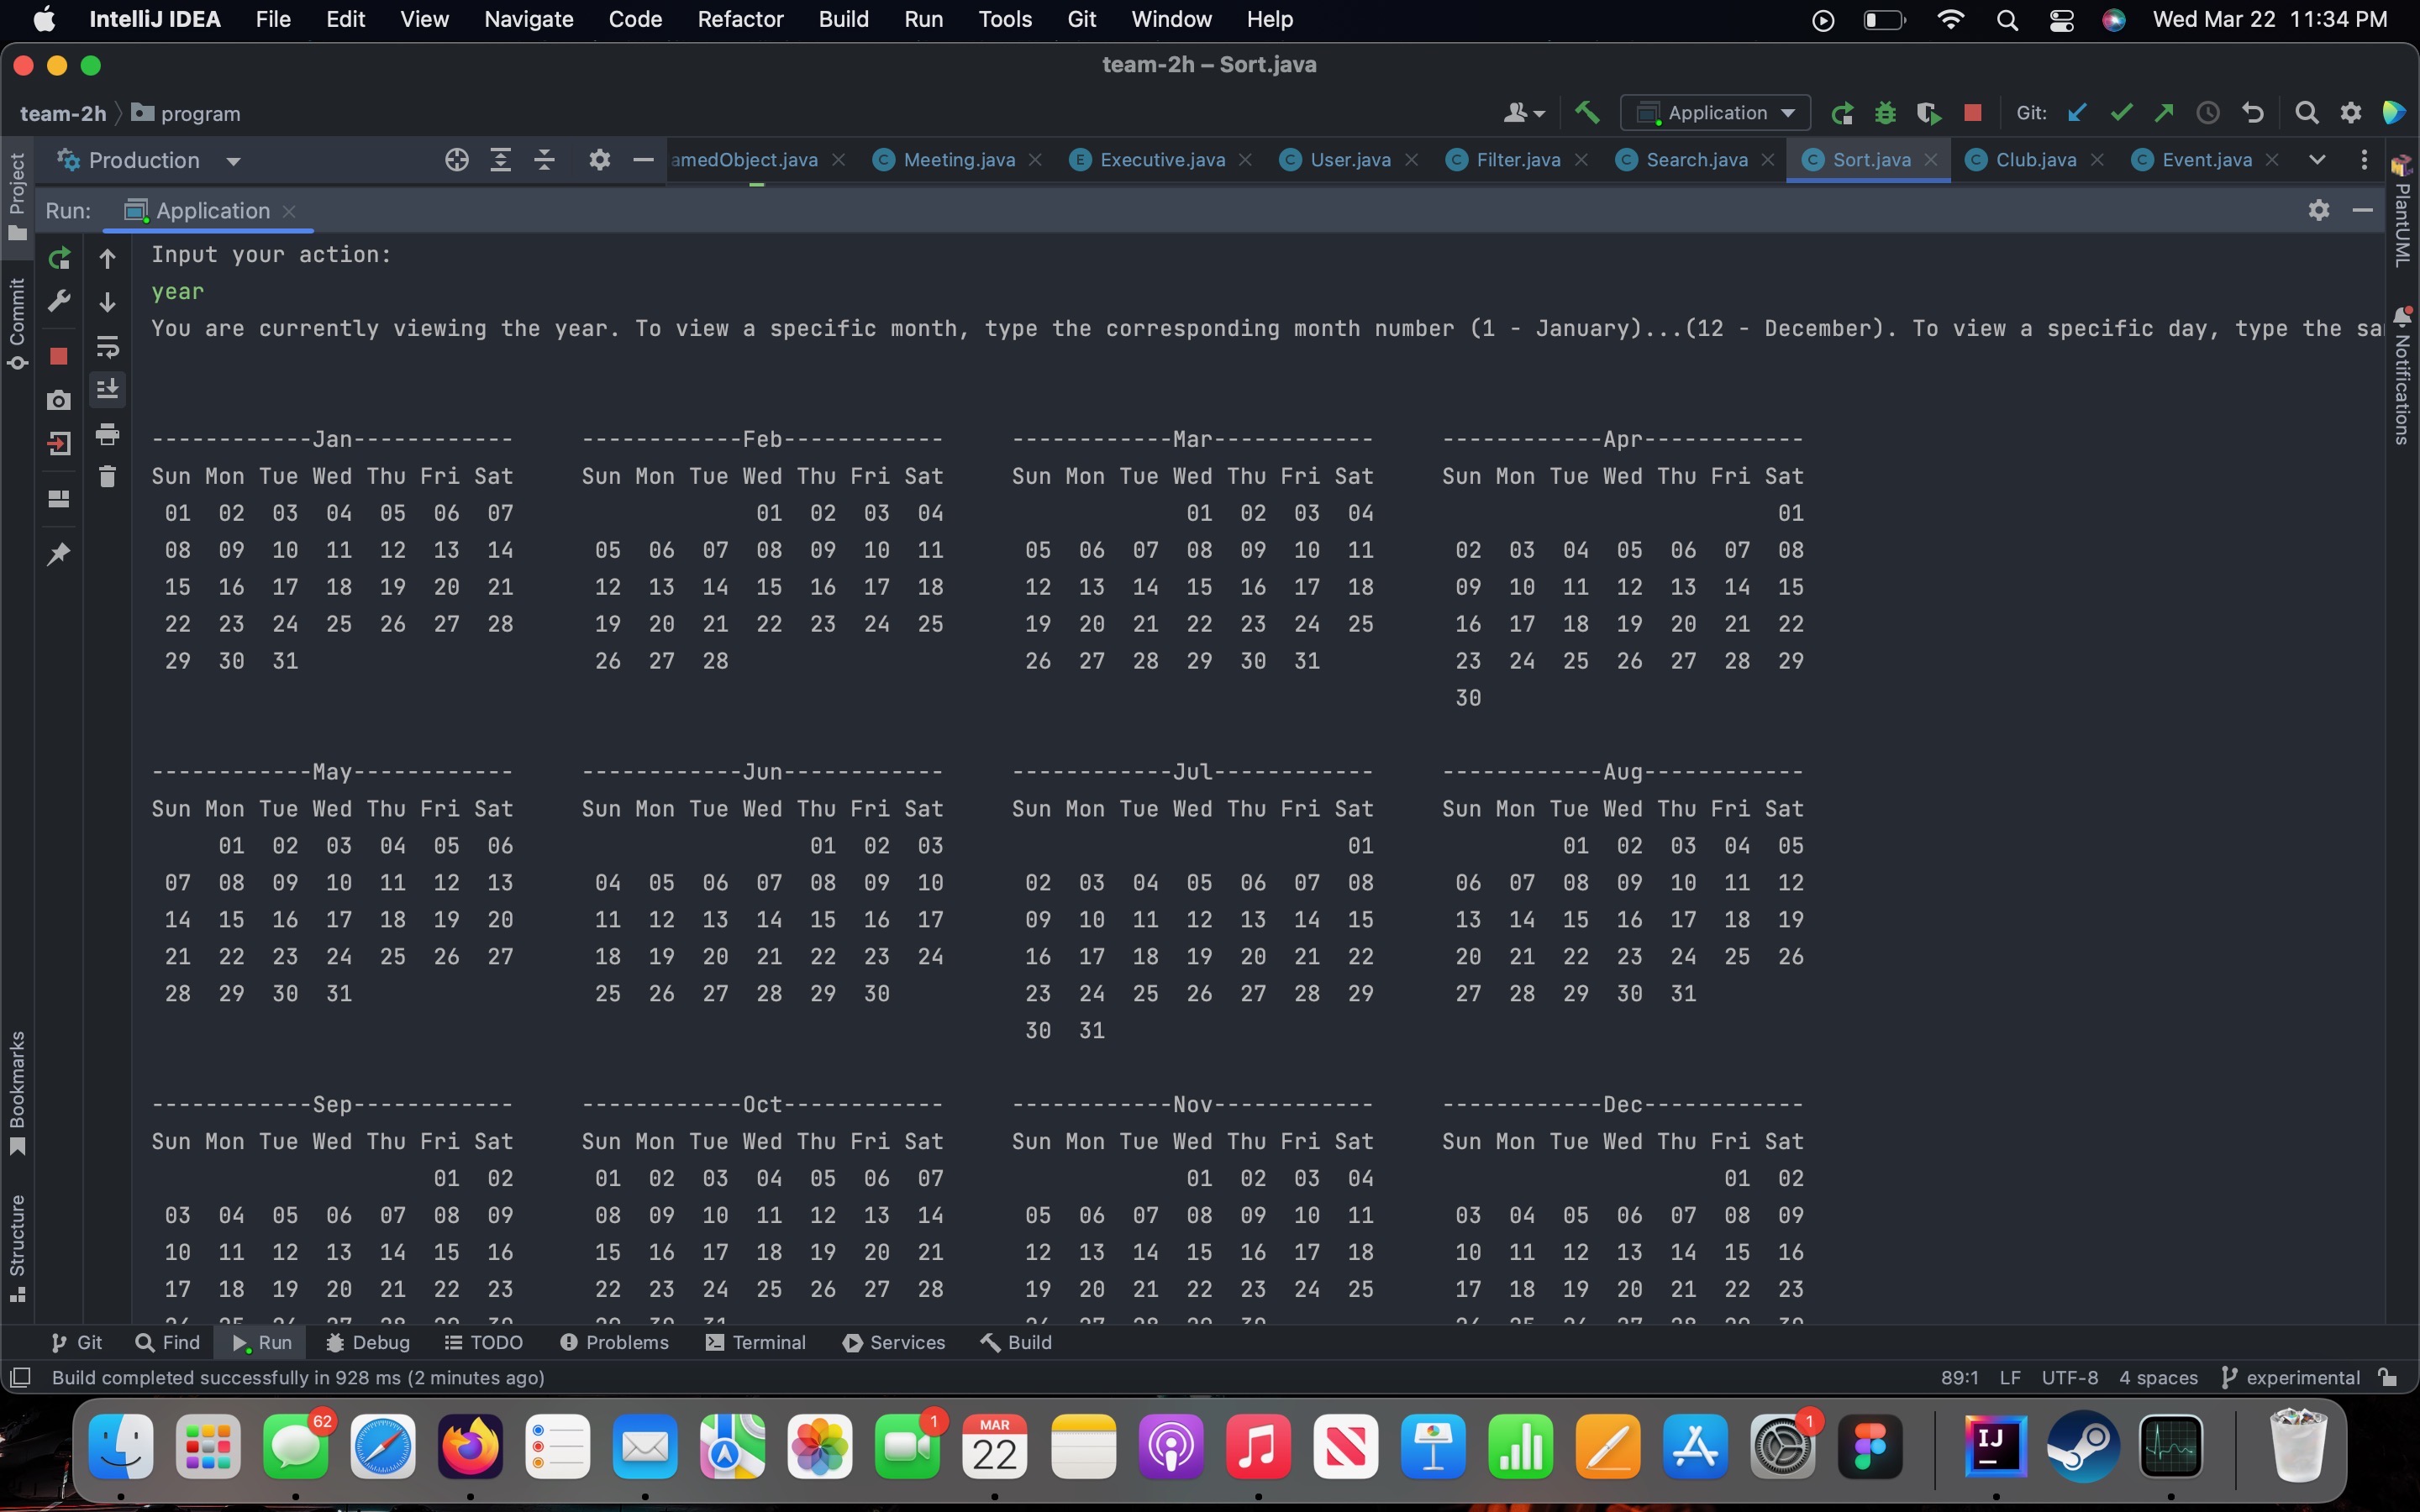 IntelliJ IDEA File Edit View Navigate Code Refactor Build Run Tools Git Window Help Wed Mar 22 11:34 PM
team-2h – Sort.java
team-2h program Application Git:
Project Production amedObject.java Meeting.java Executive.java User.java Filter.java Search.java Sort.java Club.java Event.java
Run: Application
PlantUML
Commit
Notifications
Input your action:
year
You are currently viewing the year. To view a specific month, type the corresponding month number (1 - January)...(12 - December). To view a specific day, type the sa
------------Jan------------ ------------Feb------------ ------------Mar------------ ------------Apr------------
Sun Mon Tue Wed Thu Fri Sat Sun Mon Tue Wed Thu Fri Sat Sun Mon Tue Wed Thu Fri Sat Sun Mon Tue Wed Thu Fri Sat
01 02 03 04 05 06 07 01 02 03 04 01 02 03 04 01
08 09 10 11 12 13 14 05 06 07 08 09 10 11 05 06 07 08 09 10 11 02 03 04 05 06 07 08
15 16 17 18 19 20 21 12 13 14 15 16 17 18 12 13 14 15 16 17 18 09 10 11 12 13 14 15
22 23 24 25 26 27 28 19 20 21 22 23 24 25 19 20 21 22 23 24 25 16 17 18 19 20 21 22
29 30 31 26 27 28 26 27 28 29 30 31 23 24 25 26 27 28 29
30
------------May------------ ------------Jun------------ ------------Jul------------ ------------Aug------------
Sun Mon Tue Wed Thu Fri Sat Sun Mon Tue Wed Thu Fri Sat Sun Mon Tue Wed Thu Fri Sat Sun Mon Tue Wed Thu Fri Sat
01 02 03 04 05 06 01 02 03 01 01 02 03 04 05
07 08 09 10 11 12 13 04 05 06 07 08 09 10 02 03 04 05 06 07 08 06 07 08 09 10 11 12
14 15 16 17 18 19 20 11 12 13 14 15 16 17 09 10 11 12 13 14 15 13 14 15 16 17 18 19
21 22 23 24 25 26 27 18 19 20 21 22 23 24 16 17 18 19 20 21 22 20 21 22 23 24 25 26
28 29 30 31 25 26 27 28 29 30 23 24 25 26 27 28 29 27 28 29 30 31
30 31
------------Sep------------ ------------Oct------------ ------------Nov------------ ------------Dec------------
Sun Mon Tue Wed Thu Fri Sat Sun Mon Tue Wed Thu Fri Sat Sun Mon Tue Wed Thu Fri Sat Sun Mon Tue Wed Thu Fri Sat
01 02 01 02 03 04 05 06 07 01 02 03 04 01 02
03 04 05 06 07 08 09 08 09 10 11 12 13 14 05 06 07 08 09 10 11 03 04 05 06 07 08 09
10 11 12 13 14 15 16 15 16 17 18 19 20 21 12 13 14 15 16 17 18 10 11 12 13 14 15 16
17 18 19 20 21 22 23 22 23 24 25 26 27 28 19 20 21 22 23 24 25 17 18 19 20 21 22 23
24 25 26 27 28 29 30 29 30 31 26 27 28 29 30 24 25 26 27 28 29 30
Bookmarks
Structure
Git Find Run Debug TODO Problems Terminal Services Build
Build completed successfully in 928 ms (2 minutes ago) 89:1 LF UTF-8 4 spaces experimental
62 1 MAR 22 1 IJ